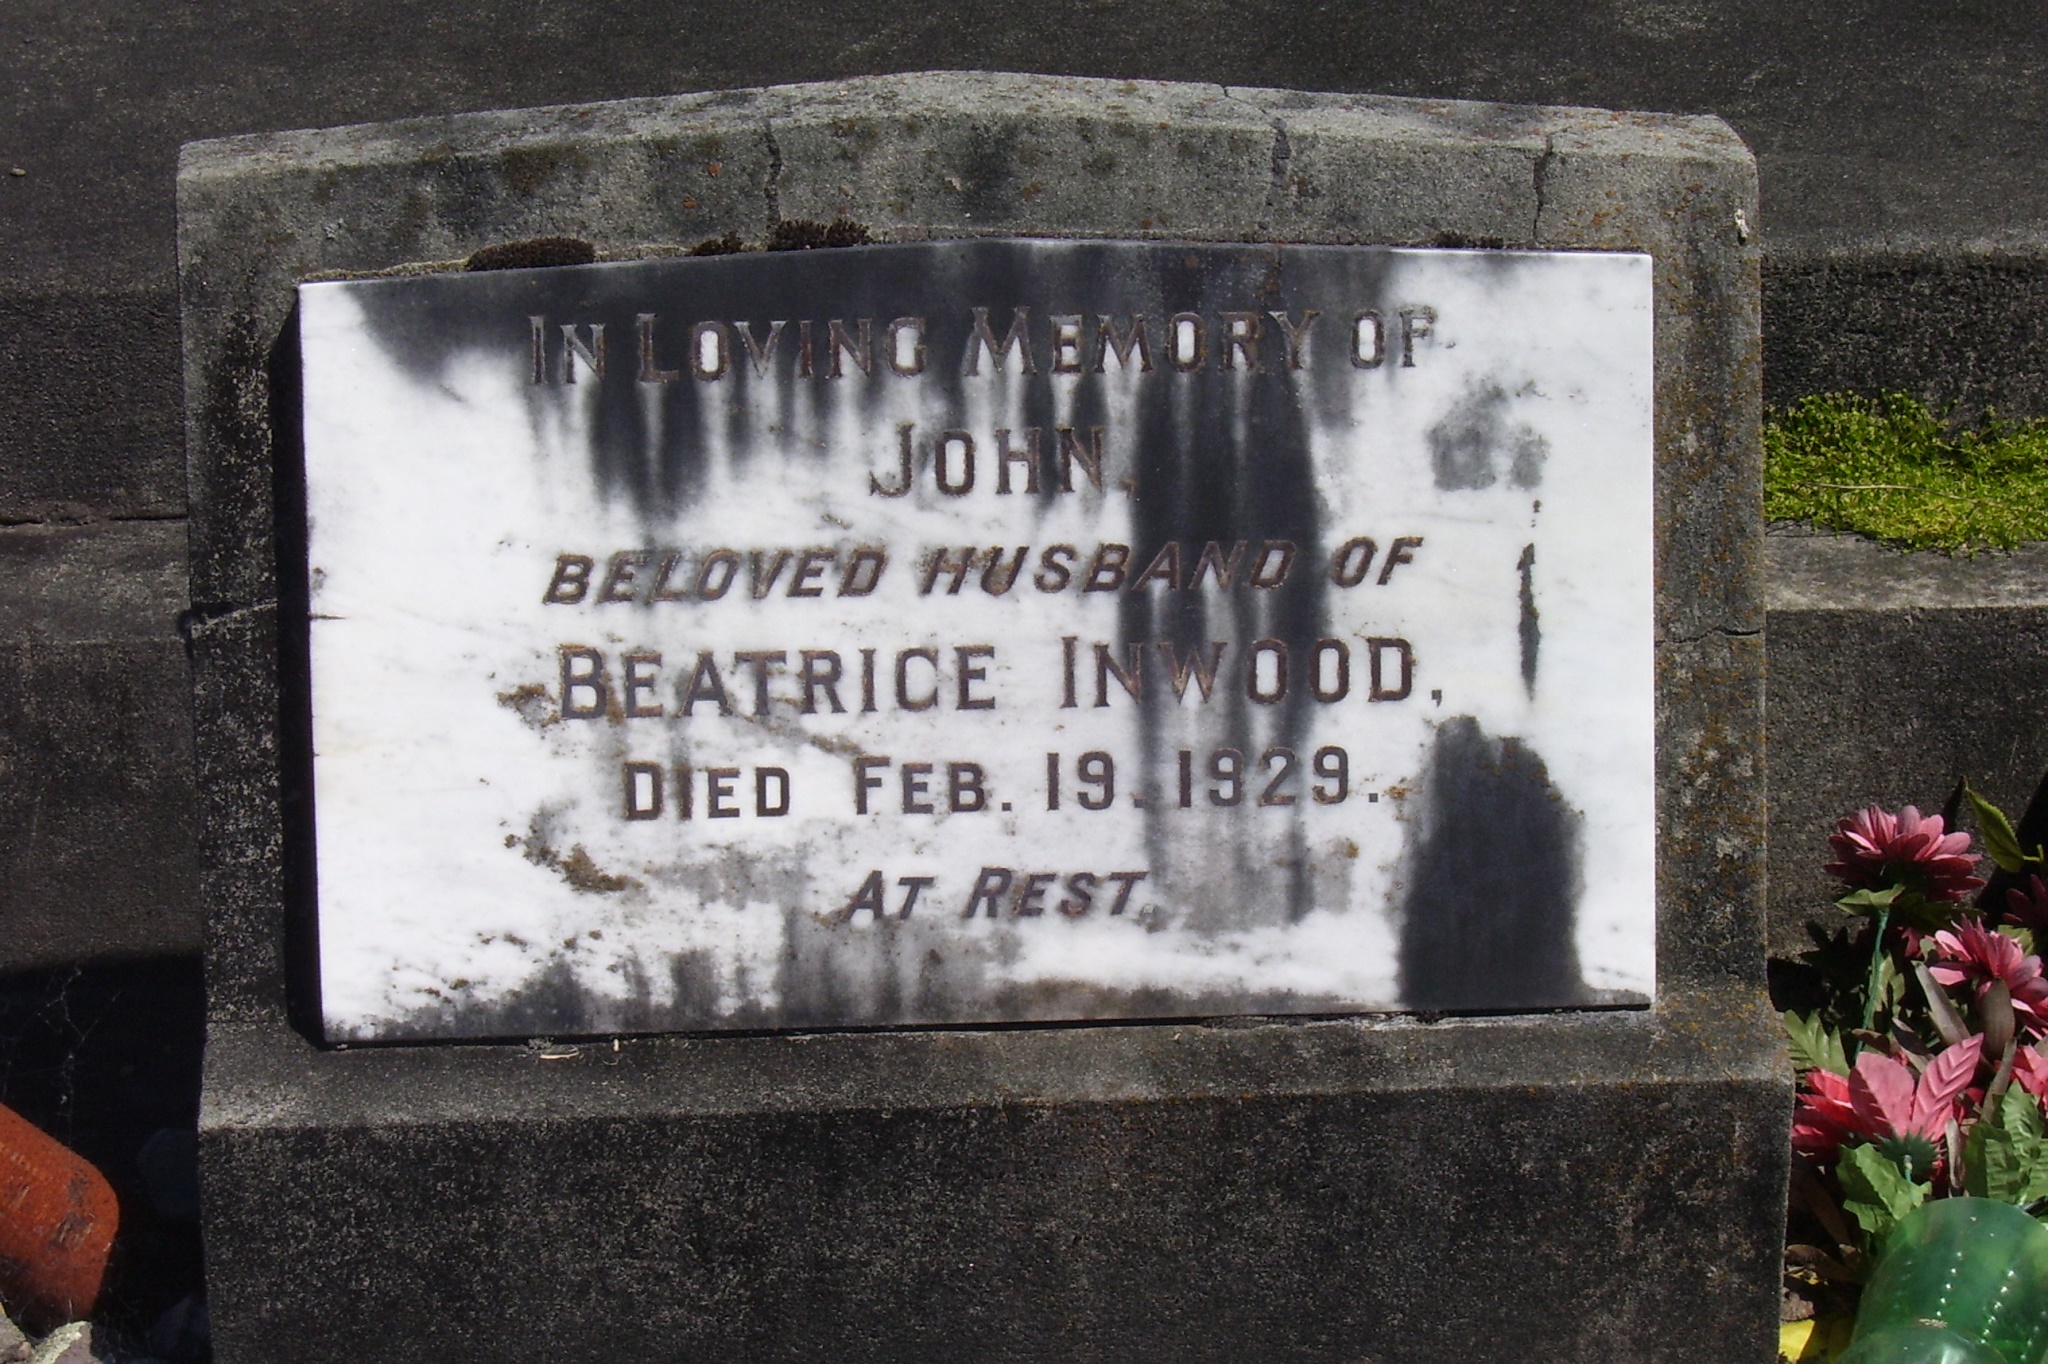 IN LOVING MEMORY OF
JOHN,
BELOVED HUSBAND OF
BEATRICE INWOOD,
DIED FEB. 19. 1929.
AT REST.